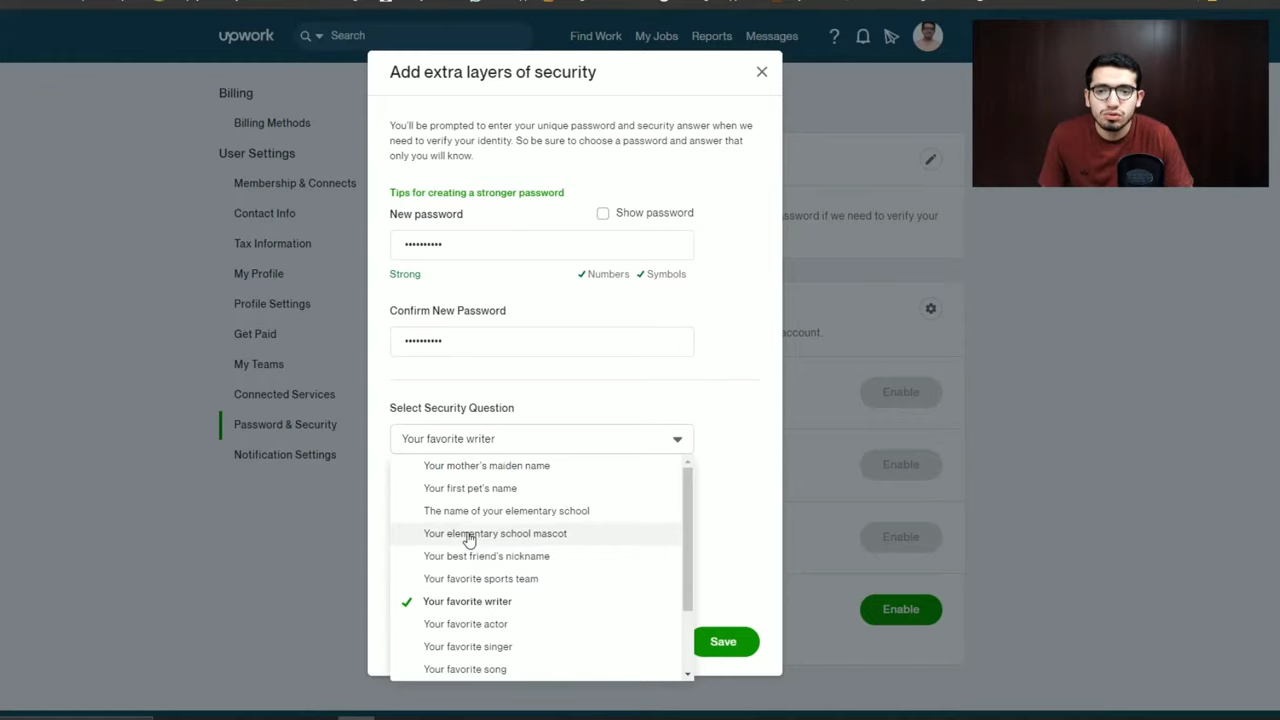 upwork
Search
Find Work
My Jobs
Reports
Messages
?
Billing
Billing Methods
User Settings
Membership & Connects
Contact Info
Tax Information
My Profile
Profile Settings
Get Paid
My Teams
Connected Services
Password & Security
Notification Settings
Add extra layers of security
You'll be prompted to enter your unique password and security answer when we
need to verify your identity. So be sure to choose a password and answer that
only you will know.
Tips for creating a stronger password
New password
Show password
••••••••••
Strong
Numbers
Symbols
Confirm New Password
••••••••••
Select Security Question
Your favorite writer
Your mother's maiden name
Your first pet's name
The name of your elementary school
Your elementary school mascot
Your best friend's nickname
Your favorite sports team
Your favorite writer
Your favorite actor
Your favorite singer
Your favorite song
Save
if we need to verify your
account.
Enable
Enable
Enable
Enable